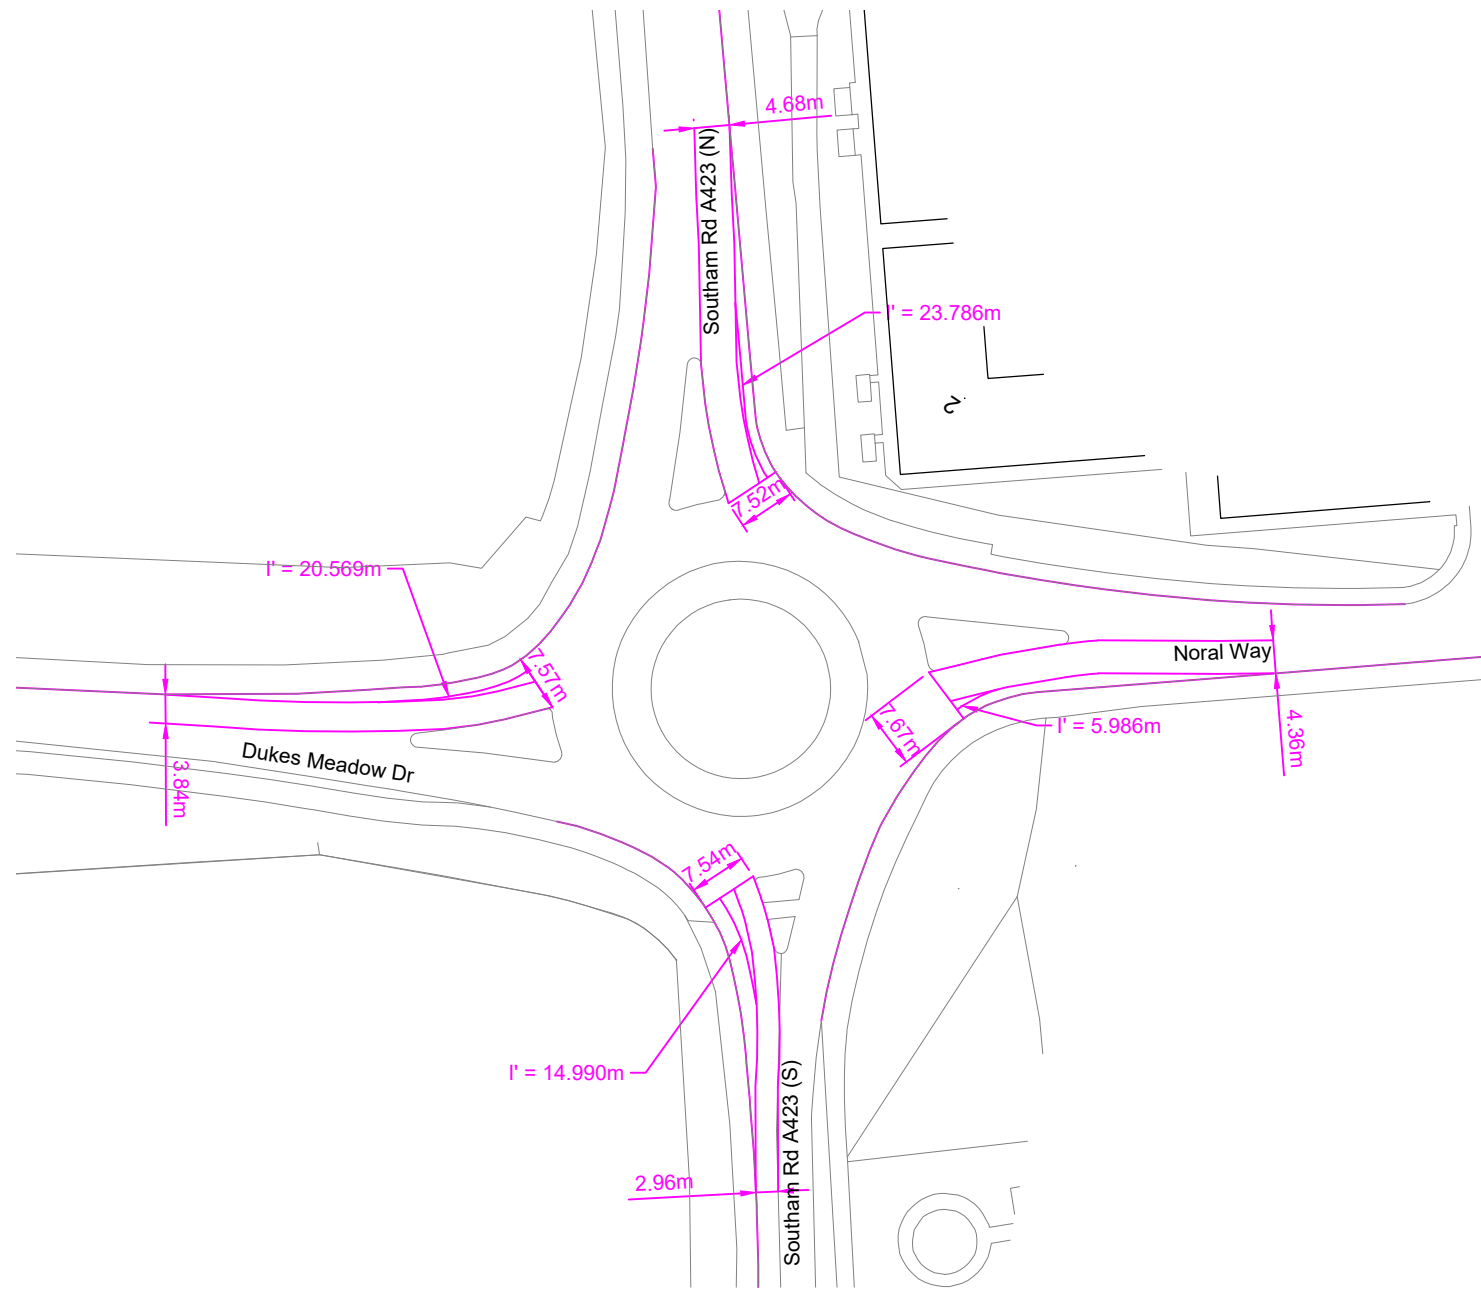 4.68m
Southam Rd A423 (N)
l' = 23.786m
2
7.52m
l' = 20.569m
7.57m
Noral Way
7.67m
l' = 5.986m
4.36m
Dukes Meadow Dr
3.84m
7.54m
l' = 14.990m
Southam Rd A423 (S)
2.96m